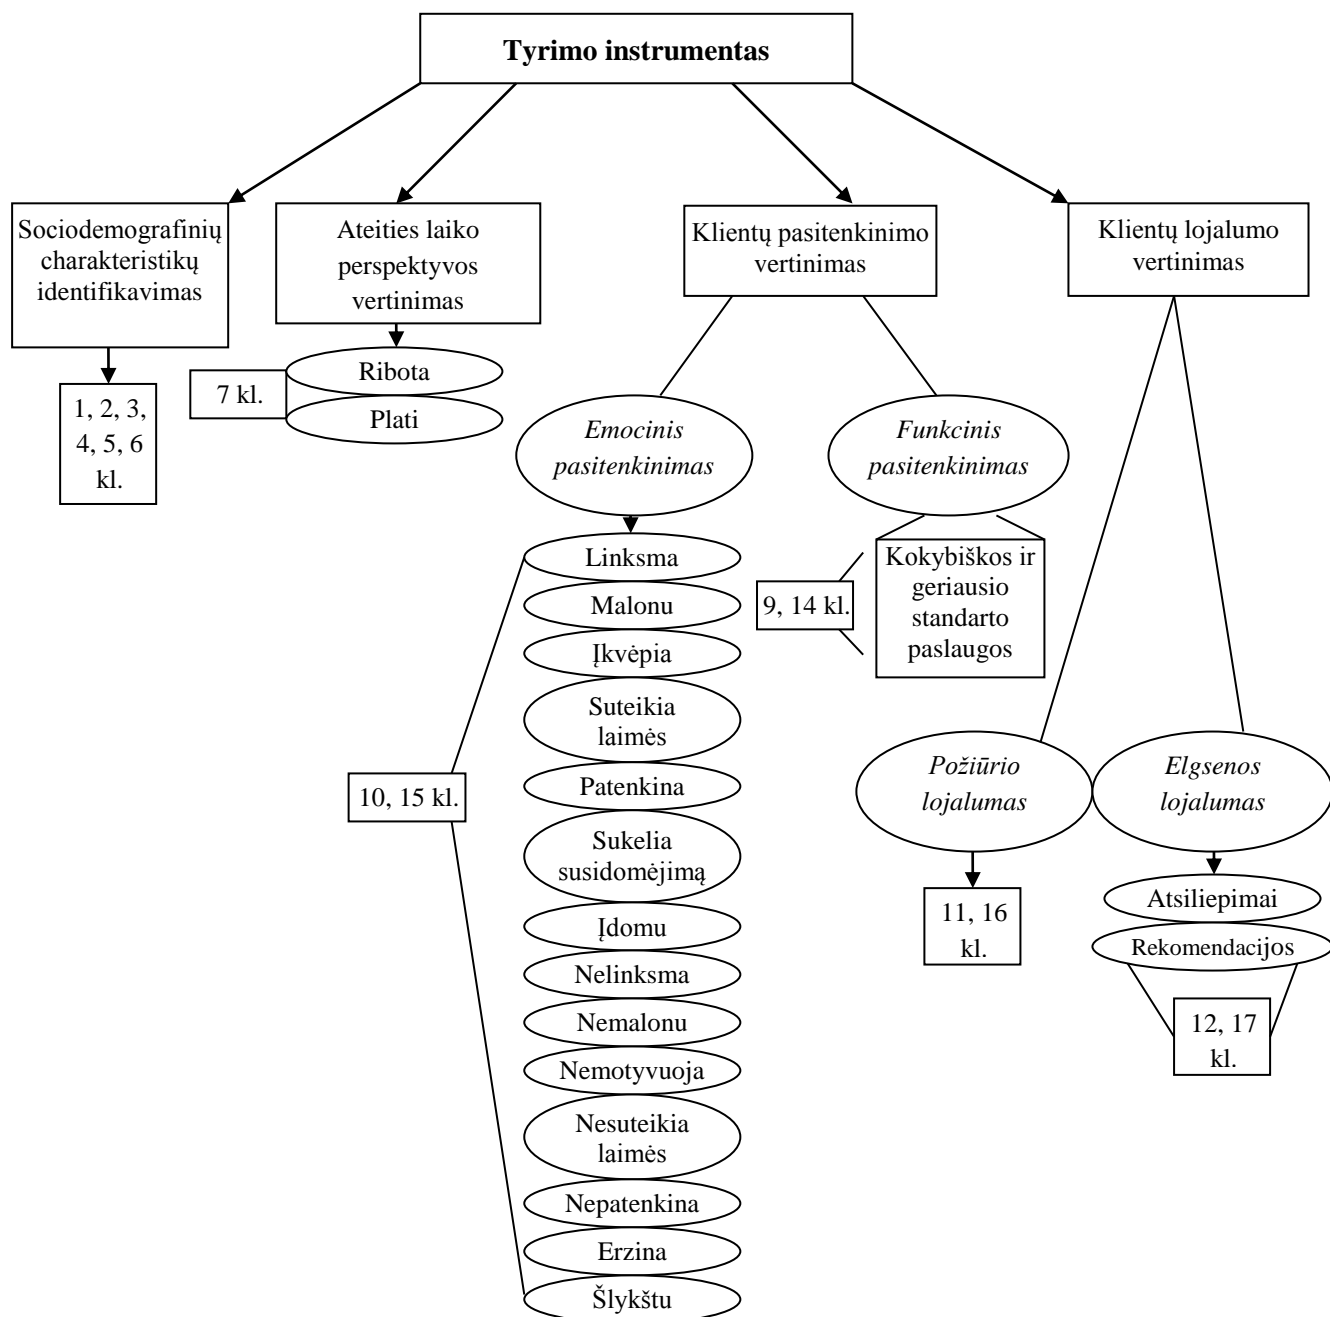 Tyrimo instrumentas
Sociodemografinių
charakteristikų
identifikavimas
Ateities laiko
perspektyvos
vertinimas
Klientų pasitenkinimo
vertinimas
Klientų lojalumo
vertinimas
1, 2, 3,
4, 5, 6
kl.
7 kl.
Ribota
Plati
Emocinis
pasitenkinimas
Funkcinis
pasitenkinimas
Linksma
Malonu
Įkvėpia
Suteikia
laimės
Patenkina
Sukelia
susidomėjimą
Įdomu
Nelinksma
Nemalonu
Nemotyvuoja
Nesuteikia
laimės
Nepatenkina
Erzina
Šlykštu
10, 15 kl.
9, 14 kl.
Kokybiškos ir
geriausio
standarto
paslaugos
Požiūrio
lojalumas
Elgsenos
lojalumas
11, 16
kl.
Atsiliepimai
Rekomendacijos
12, 17
kl.